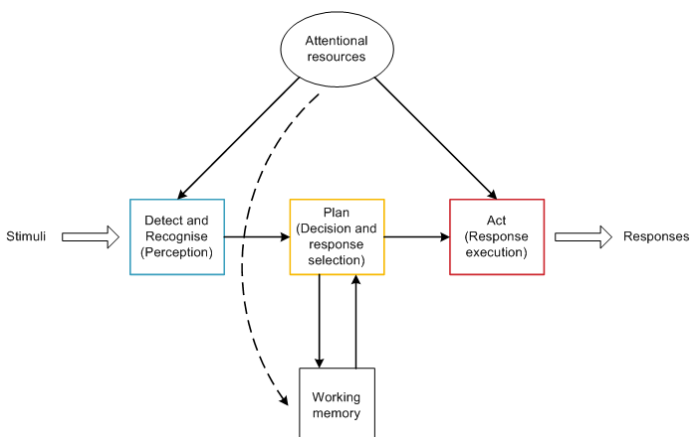 Attentional
resources
Stimuli
Detect and
Recognise
(Perception)
Plan
(Decision and
response
selection)
Act
(Response
execution)
Responses
Working
memory